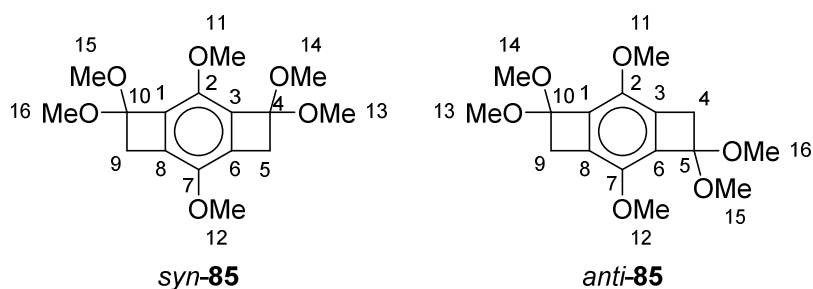 11
15 OMe 14
MeO 1 2 OMe
16 MeO 10 3 4 OMe 13
9 8 7 6 5
OMe
12
syn-85
11
14 OMe
MeO 1 2 3 4
13 MeO 10
9 8 7 6 5 OMe 16
OMe OMe
12 15
anti-85